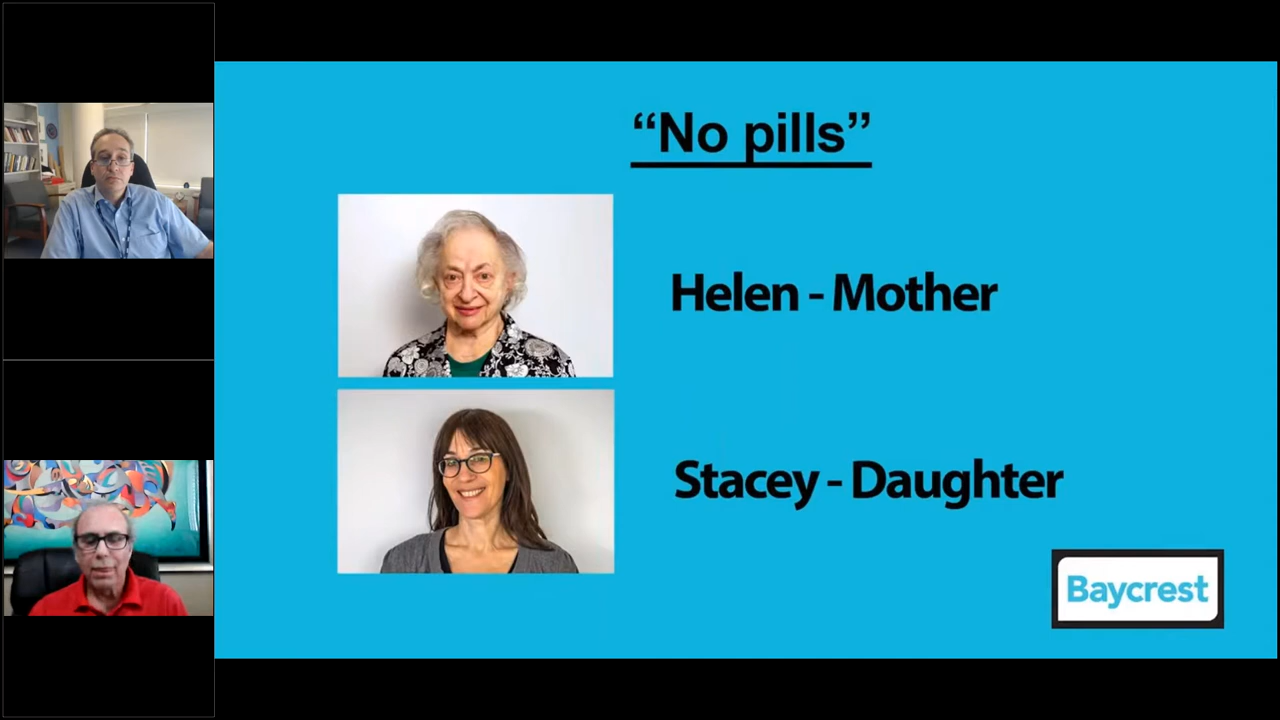 “No pills”
Helen - Mother
Stacey - Daughter
Baycrest